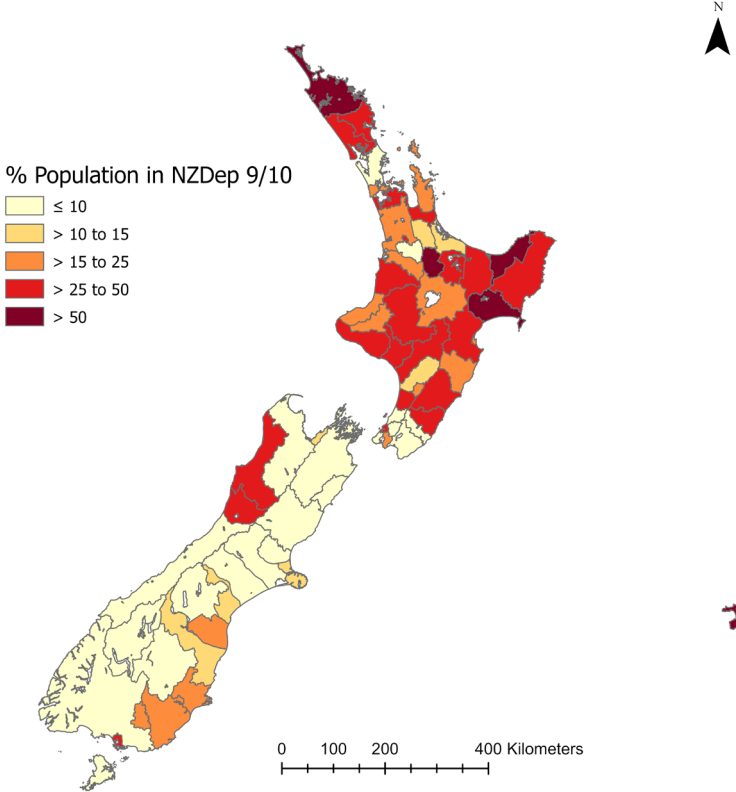 N
% Population in NZDep 9/10
≤ 10
> 10 to 15
> 15 to 25
> 25 to 50
> 50
0 100 200 400 Kilometers